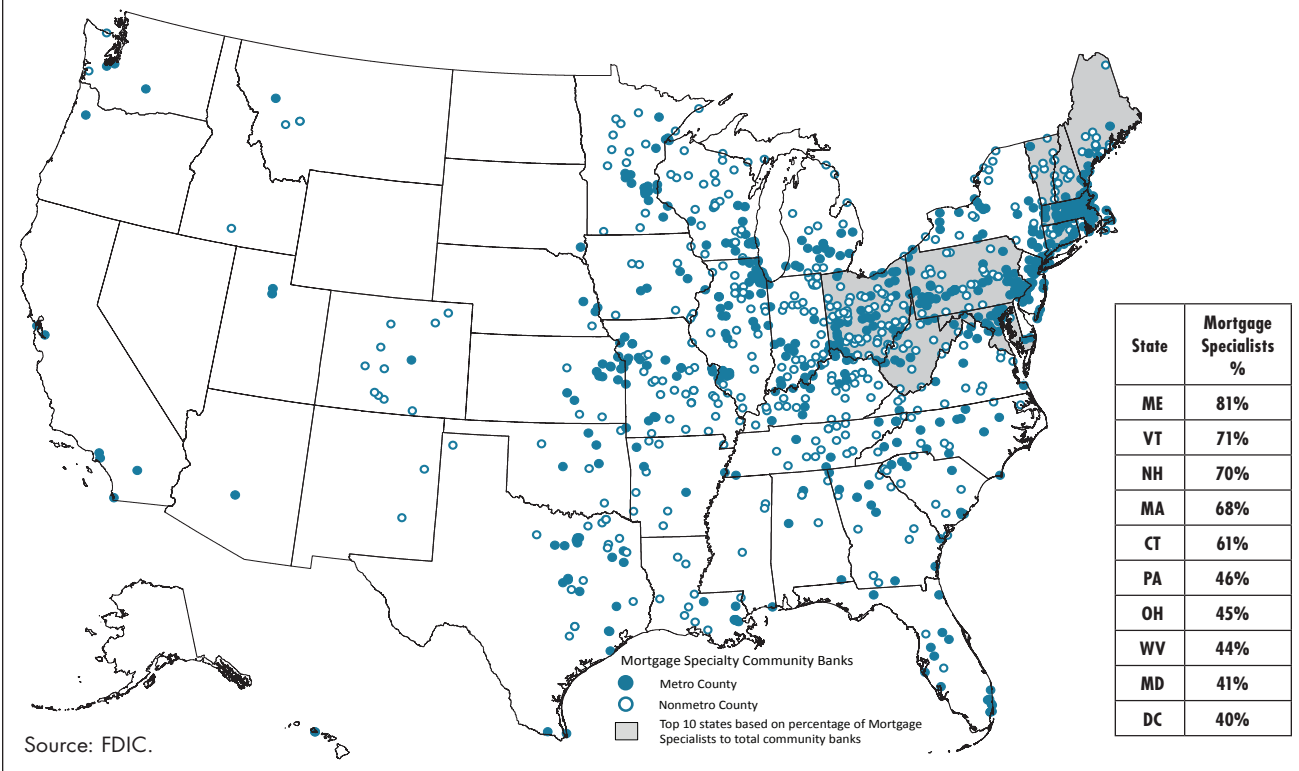 State Mortgage Specialists %
ME 81%
VT 71%
NH 70%
MA 68%
CT 61%
PA 46%
OH 45%
WV 44%
MD 41%
DC 40%
Mortgage Specialty Community Banks
Metro County
Nonmetro County
Top 10 states based on percentage of Mortgage
Specialists to total community banks
Source: FDIC.